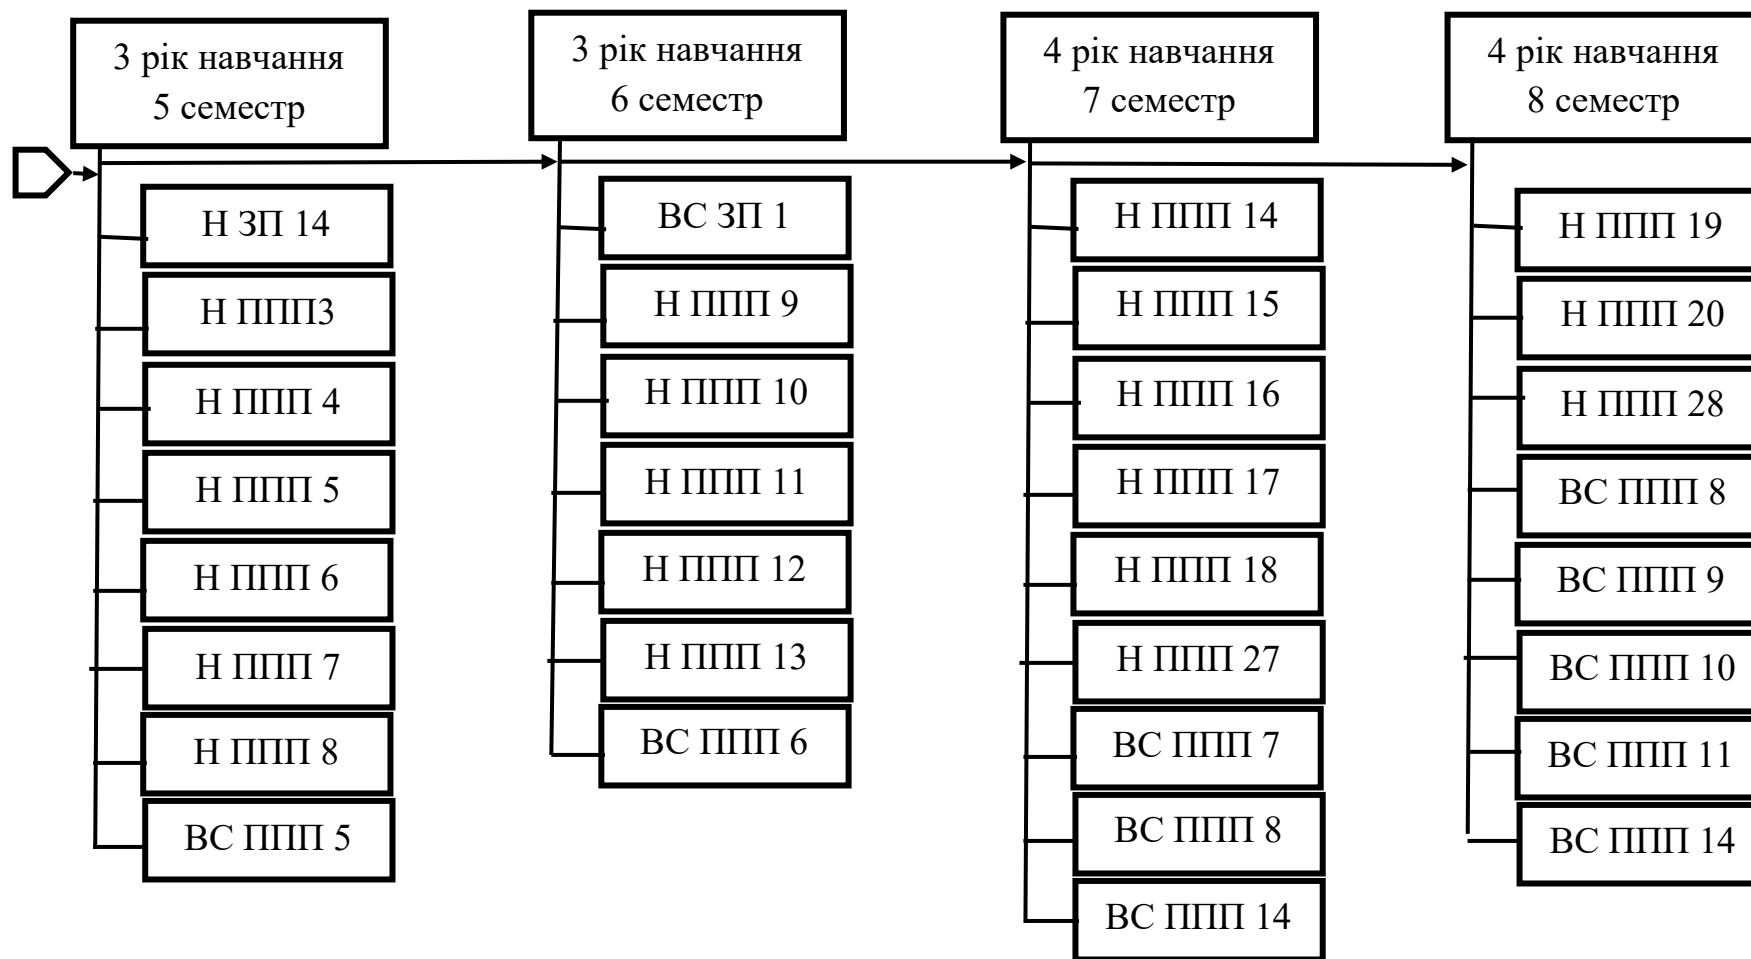 3 рік навчання
5 семестр
Н ЗП 14
Н ППП3
Н ППП 4
Н ППП 5
Н ППП 6
Н ППП 7
Н ППП 8
ВС ППП 5
3 рік навчання
6 семестр
ВС ЗП 1
Н ППП 9
Н ППП 10
Н ППП 11
Н ППП 12
Н ППП 13
ВС ППП 6
4 рік навчання
7 семестр
Н ППП 14
Н ППП 15
Н ППП 16
Н ППП 17
Н ППП 18
Н ППП 27
ВС ППП 7
ВС ППП 8
ВС ППП 14
4 рік навчання
8 семестр
Н ППП 19
Н ППП 20
Н ППП 28
ВС ППП 8
ВС ППП 9
ВС ППП 10
ВС ППП 11
ВС ППП 14